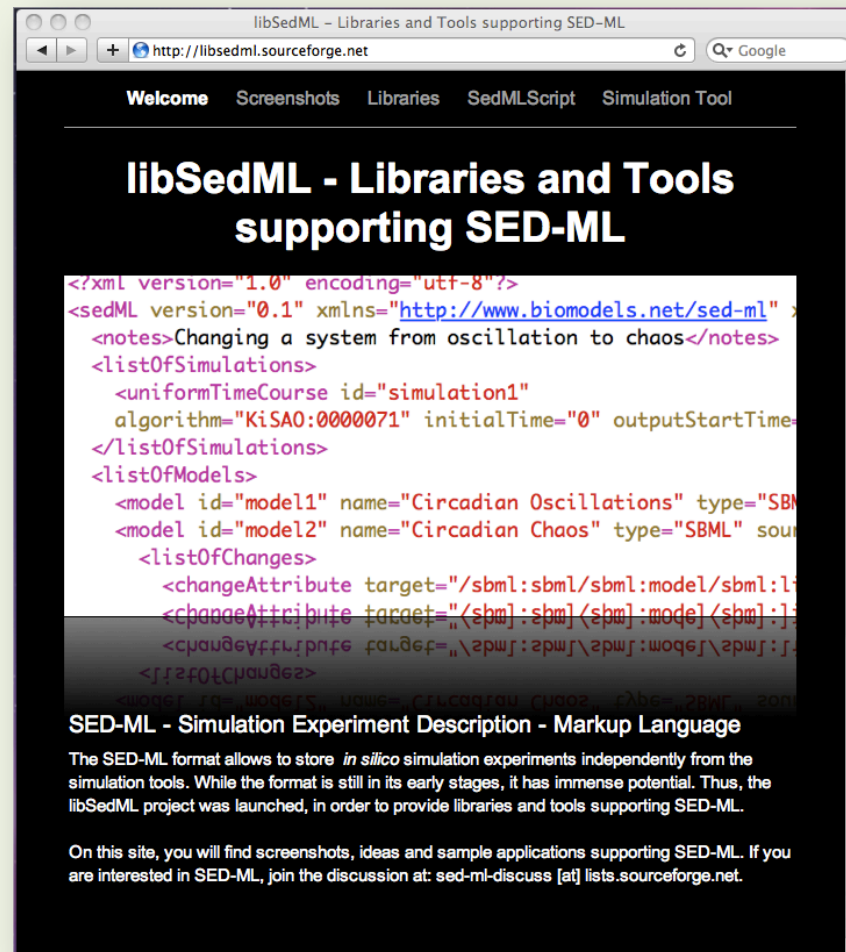 libSedML – Libraries and Tools supporting SED-ML
http://libsedml.sourceforge.net
Google
Welcome Screenshots Libraries SedMLScript Simulation Tool
libSedML - Libraries and Tools
supporting SED-ML
<?xml version="1.0" encoding="utf-8"?>
<sedML version="0.1" xmlns="http://www.biomodels.net/sed-ml"
<notes>Changing a system from oscillation to chaos</notes>
<listOfSimulations>
<uniformTimeCourse id="simulation1"
algorithm="KiSAO:0000071" initialTime="0" outputStartTime=
</listOfSimulations>
<listOfModels>
<model id="model1" name="Circadian Oscillations" type="SBM
<model id="model2" name="Circadian Chaos" type="SBML" sour
<listOfChanges>
<changeAttribute target="/sbml:sbml/sbml:model/sbml:li
SED-ML - Simulation Experiment Description - Markup Language
The SED-ML format allows to store in silico simulation experiments independently from the
simulation tools. While the format is still in its early stages, it has immense potential. Thus, the
libSedML project was launched, in order to provide libraries and tools supporting SED-ML.
On this site, you will find screenshots, ideas and sample applications supporting SED-ML. If you
are interested in SED-ML, join the discussion at: sed-ml-discuss [at] lists.sourceforge.net.